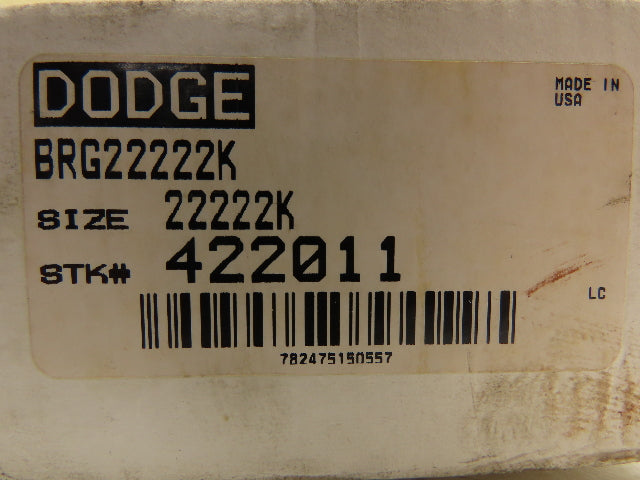 DODGE
MADE IN
USA
BRG22222K
SIZE 22222K
STK# 422011
LC
782475150557